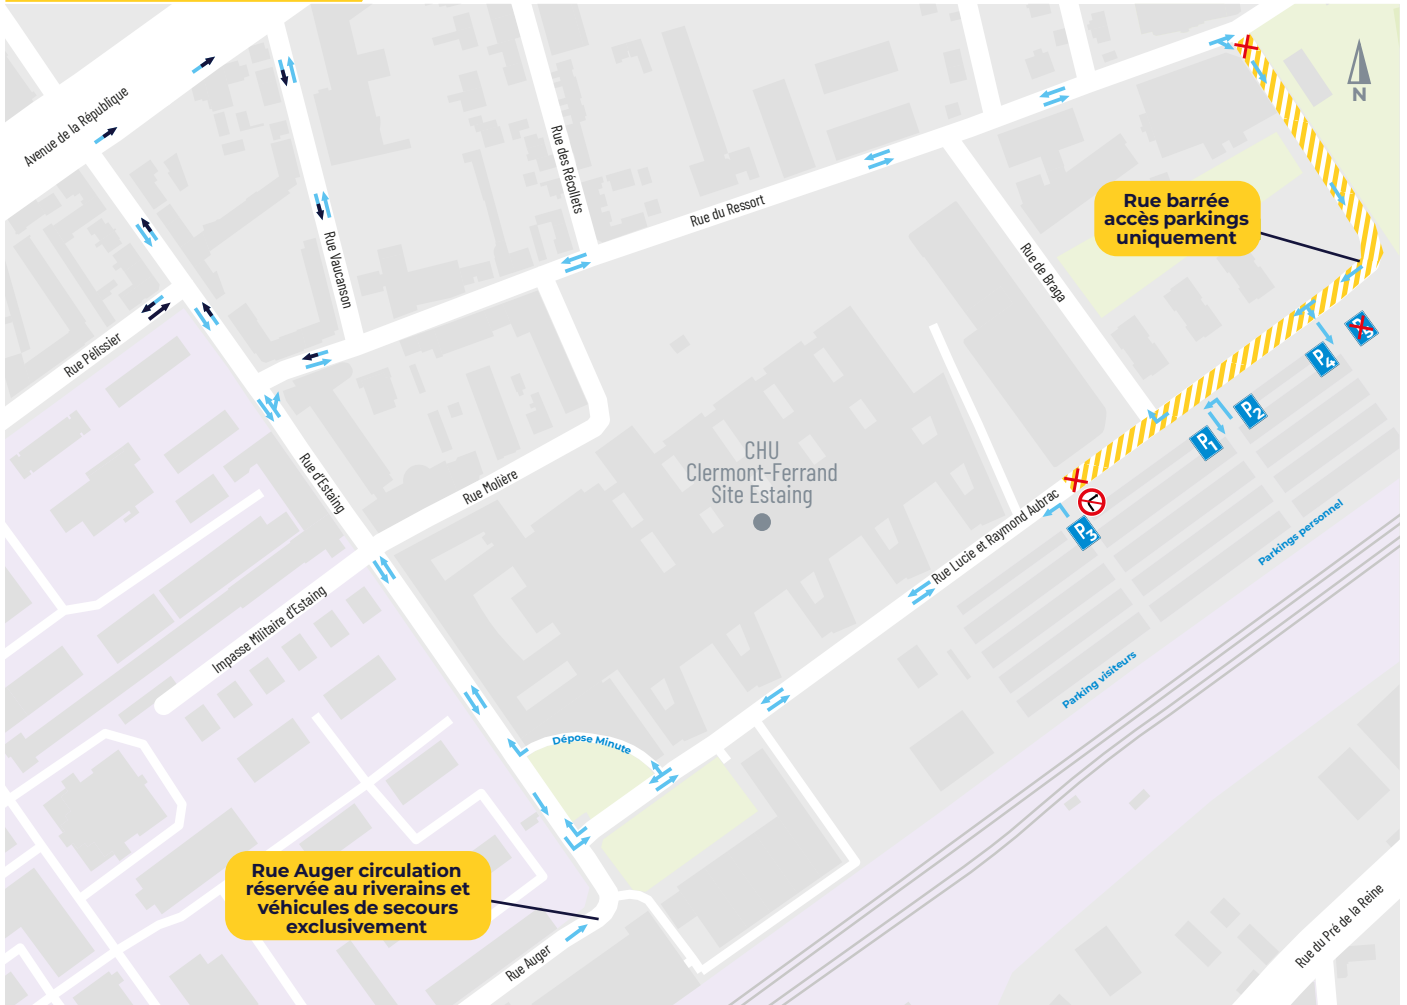 Avenue de la République
Rue des Récollets
N
Rue du Ressort
Rue barrée
accès parkings
uniquement
Rue Vaucanson
Rue de Braga
Rue Pélissier
P5
P4
P2
P1
Rue d'Estaing
CHU
Clermont-Ferrand
Site Estaing
Rue Molière
Rue Lucie et Raymond Aubrac
P3
Parkings personnel
Impasse Militaire d'Estaing
Parking visiteurs
Dépose Minute
Rue Auger circulation
réservée au riverains et
véhicules de secours
exclusivement
Rue Auger
Rue du Pré de la Reine